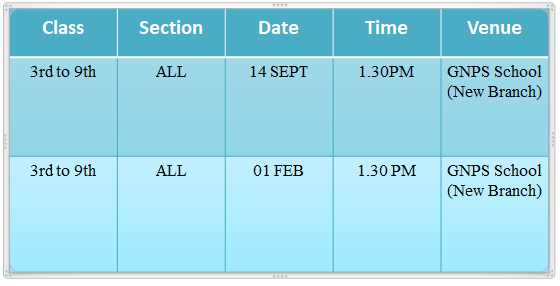 Class Section Date Time Venue
3rd to 9th ALL 14 SEPT 1.30PM GNPS School
(New Branch)
3rd to 9th ALL 01 FEB 1.30 PM GNPS School
(New Branch)